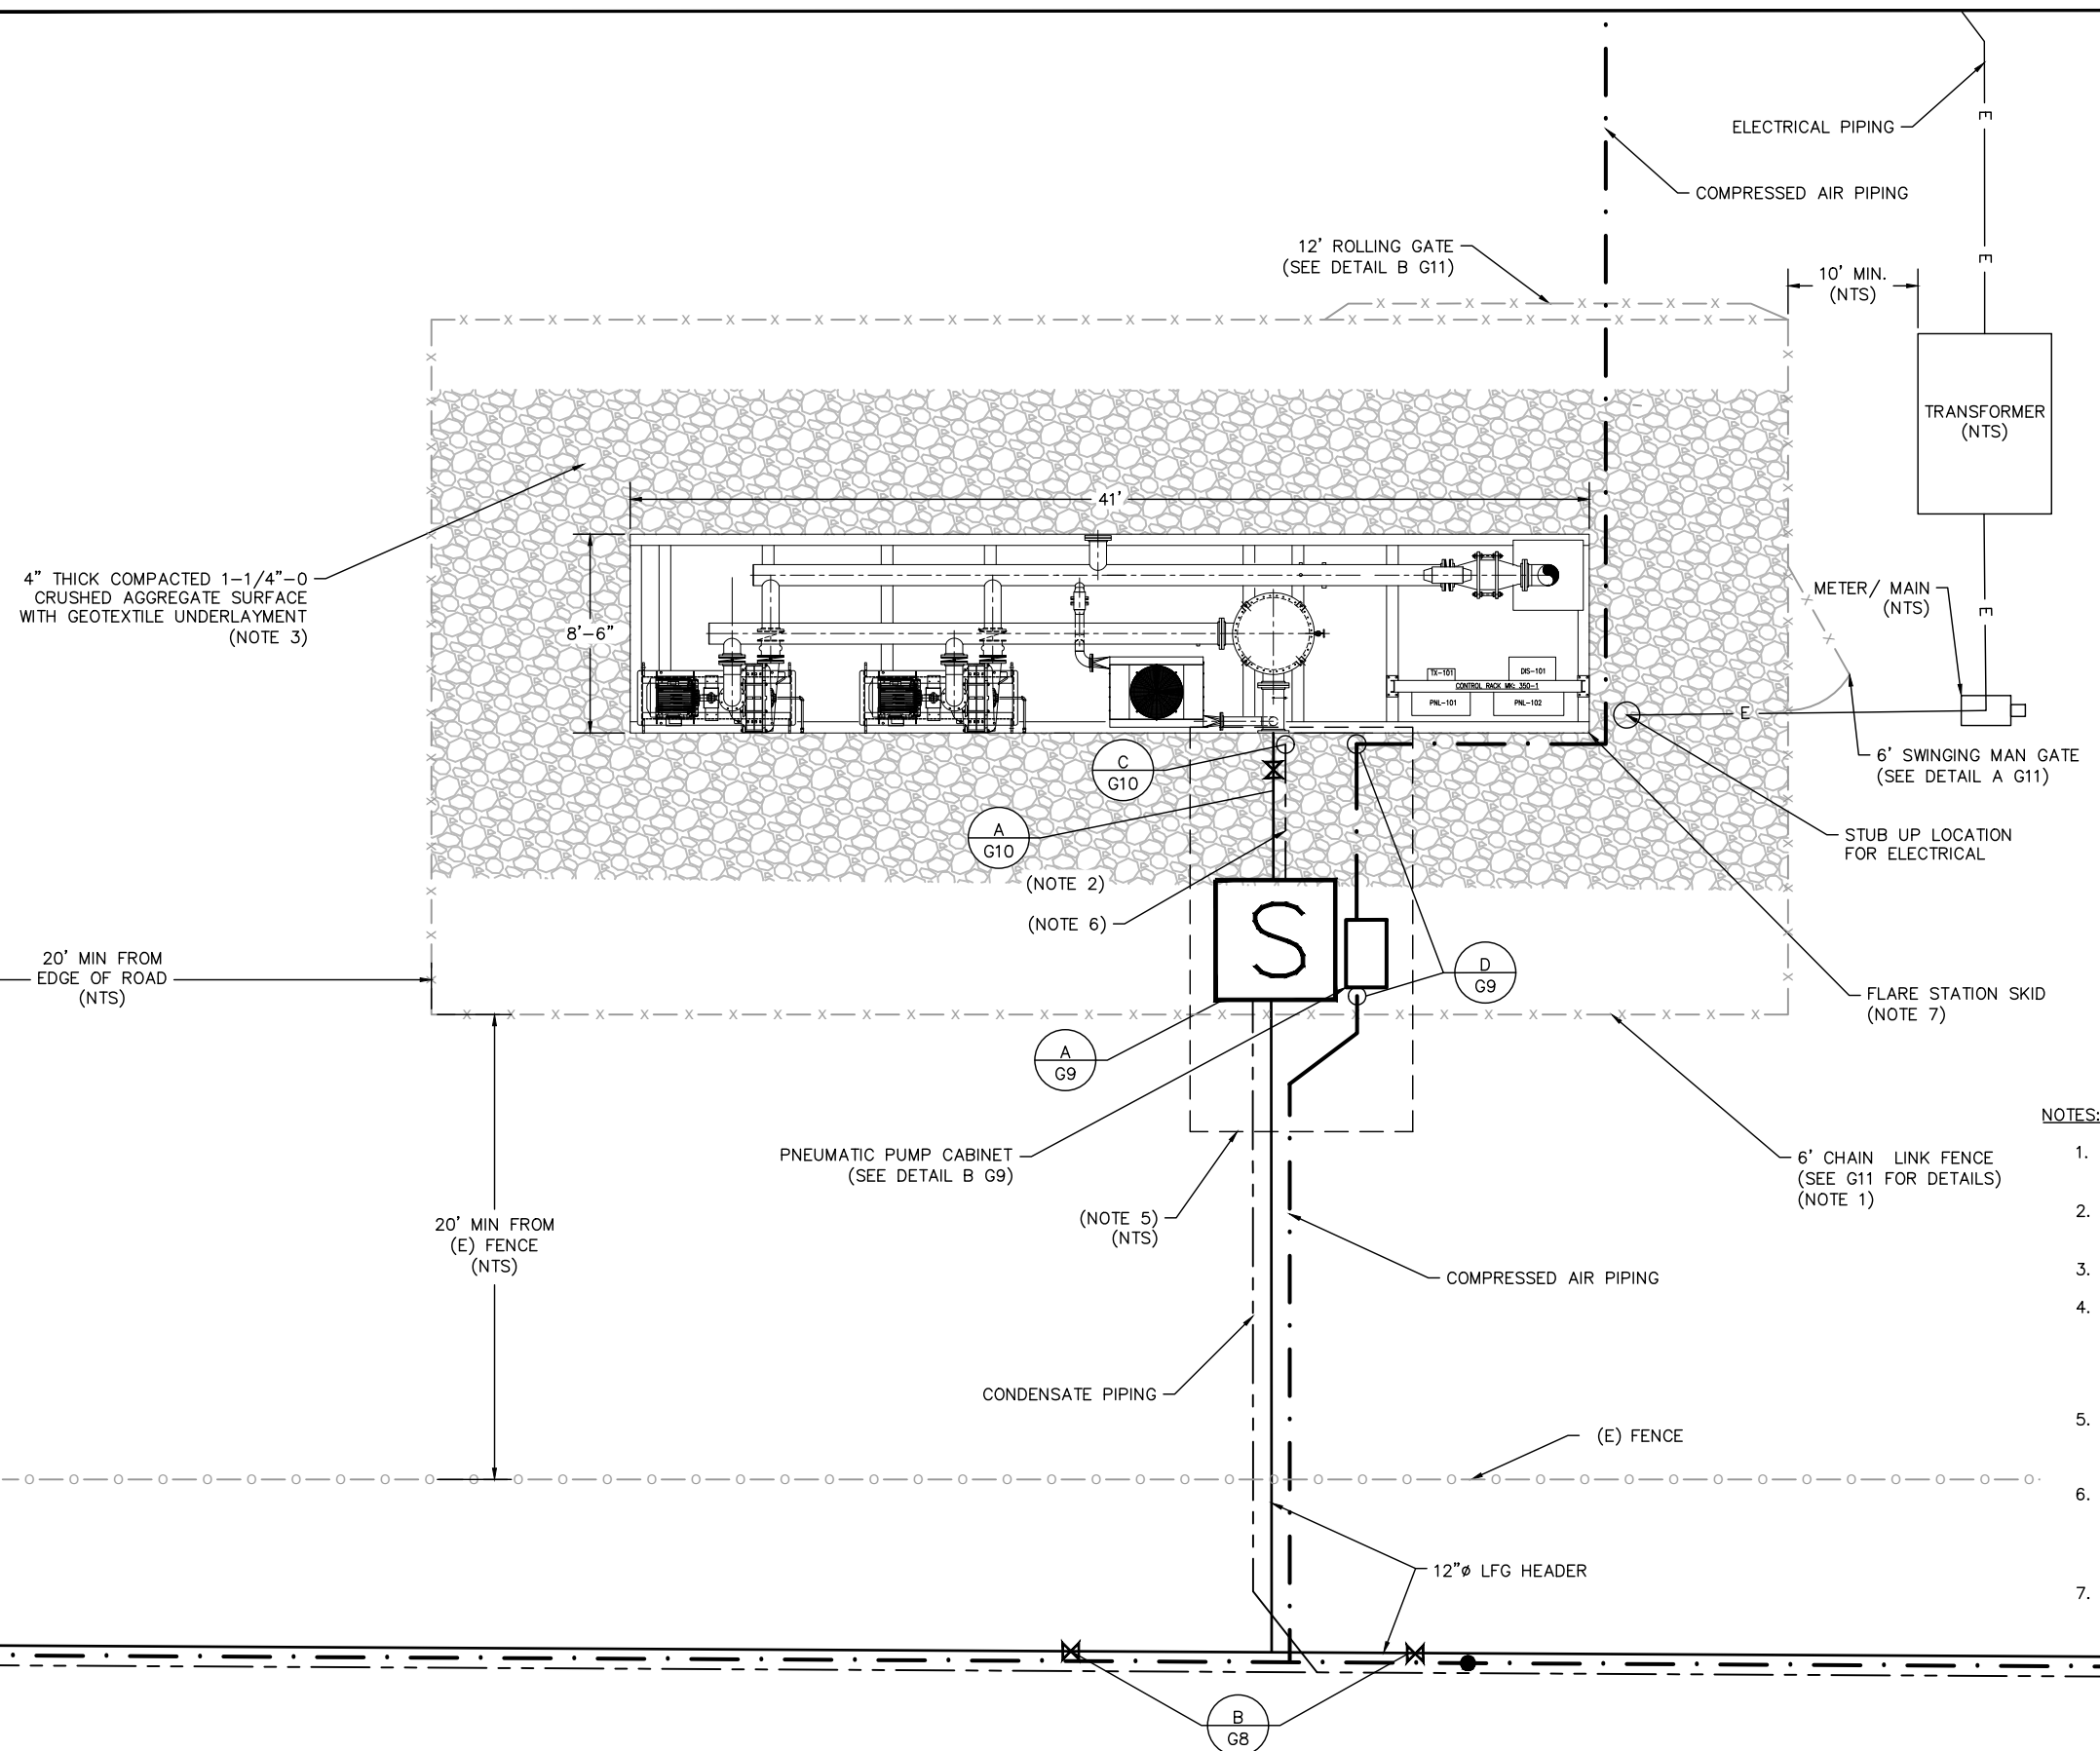 ELECTRICAL PIPING
E
COMPRESSED AIR PIPING
12' ROLLING GATE
(SEE DETAIL B G11)
E
10' MIN.
(NTS)
TRANSFORMER
(NTS)
41'
4" THICK COMPACTED 1-1/4"-0
CRUSHED AGGREGATE SURFACE
WITH GEOTEXTILE UNDERLAYMENT
(NOTE 3)
8'-6"
METER/ MAIN
(NTS)
E
TX-101
DIS-101
CONTROL RACK MK: 350-1
PNL-101
PNL-102
E
6' SWINGING MAN GATE
(SEE DETAIL A G11)
C
G10
A
G10
STUB UP LOCATION
FOR ELECTRICAL
(NOTE 2)
(NOTE 6)
S
20' MIN FROM
EDGE OF ROAD
(NTS)
D
G9
FLARE STATION SKID
(NOTE 7)
A
G9
PNEUMATIC PUMP CABINET
(SEE DETAIL B G9)
6' CHAIN LINK FENCE
(SEE G11 FOR DETAILS)
(NOTE 1)
NOTES:
1.
2.
3.
4.
5.
6.
7.
20' MIN FROM
(E) FENCE
(NTS)
(NOTE 5)
(NTS)
COMPRESSED AIR PIPING
CONDENSATE PIPING
(E) FENCE
12"ø LFG HEADER
B
G8